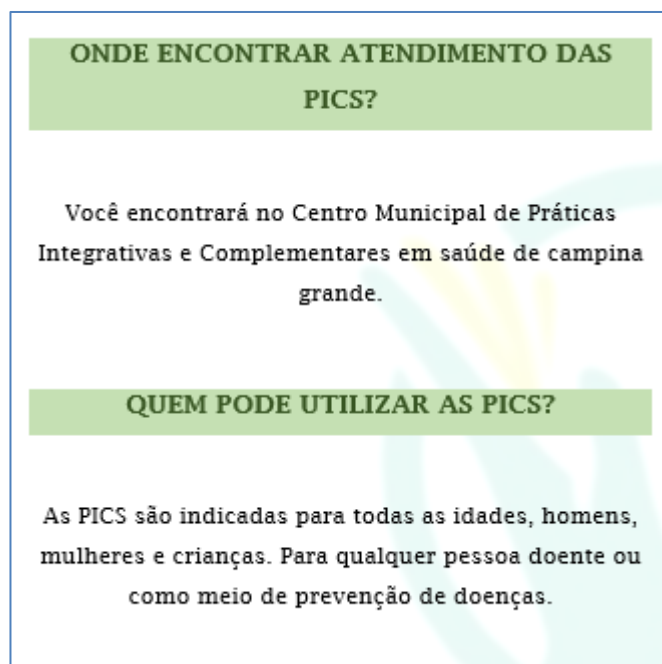 ONDE ENCONTRAR ATENDIMENTO DAS
PICS?
Você encontrará no Centro Municipal de Práticas
Integrativas e Complementares em saúde de campina
grande.
QUEM PODE UTILIZAR AS PICS?
As PICS são indicadas para todas as idades, homens,
mulheres e crianças. Para qualquer pessoa doente ou
como meio de prevenção de doenças.